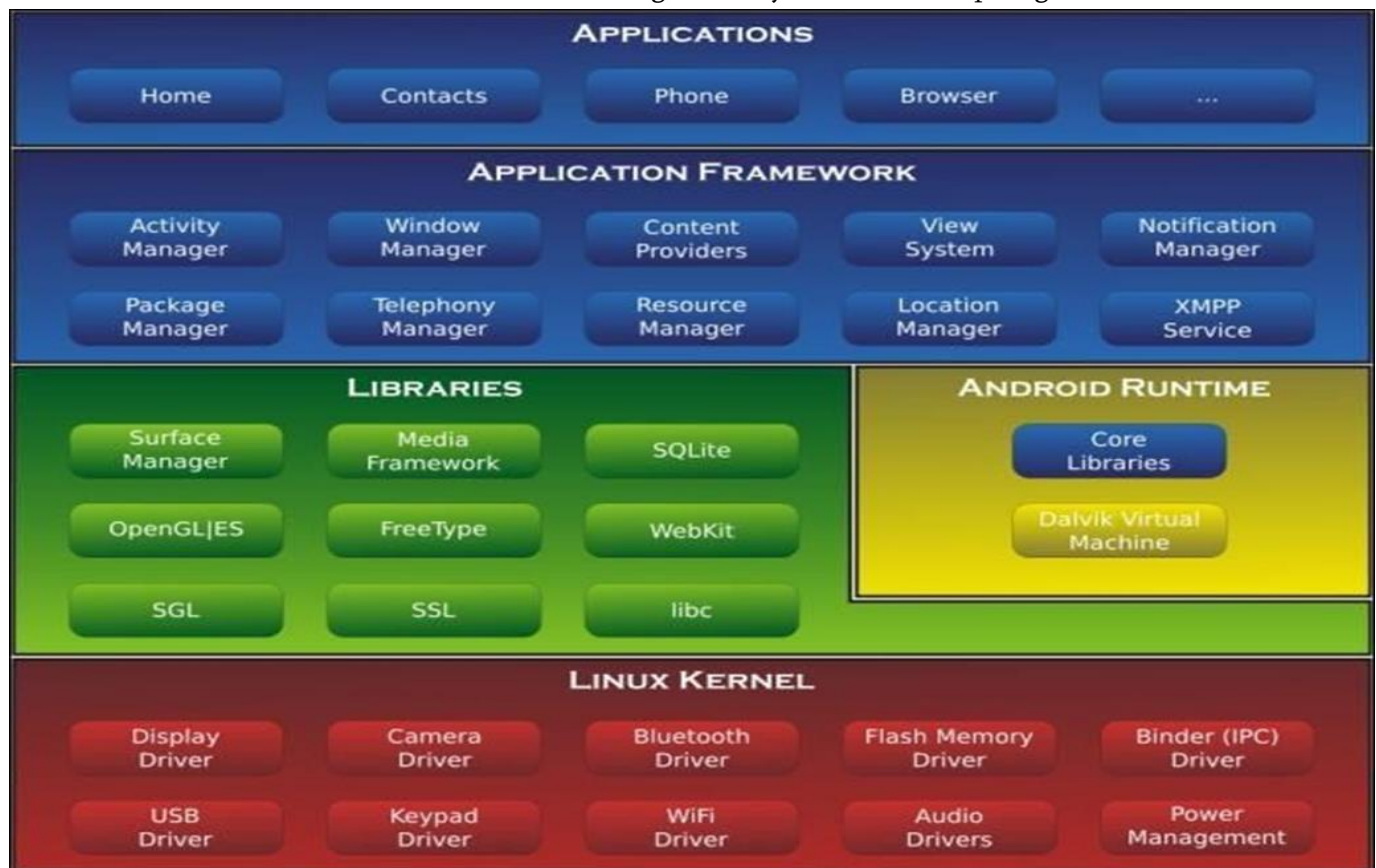 APPLICATIONS
Home Contacts Phone Browser ...
APPLICATION FRAMEWORK
Activity Manager
Window Manager
Content Providers
View System
Notification Manager
Package Manager
Telephony Manager
Resource Manager
Location Manager
XMPP Service
LIBRARIES
Surface Manager
Media Framework
SQLite
OpenGL|ES
FreeType
WebKit
SGL
SSL
libc
ANDROID RUNTIME
Core Libraries
Dalvik Virtual Machine
LINUX KERNEL
Display Driver
Camera Driver
Bluetooth Driver
Flash Memory Driver
Binder (IPC) Driver
USB Driver
Keypad Driver
WiFi Driver
Audio Drivers
Power Management